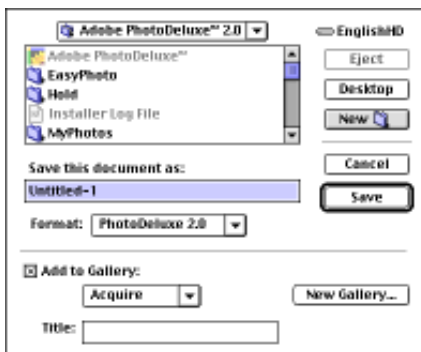 Adobe PhotoDeluxe™ 2.0
EnglishHD
Adobe PhotoDeluxe™
EasyPhoto
Hold
Installer Log File
MyPhotos
Eject
Desktop
New
Save this document as:
Untitled-1
Cancel
Save
Format: PhotoDeluxe 2.0
Add to Gallery:
Acquire
New Gallery...
Title: